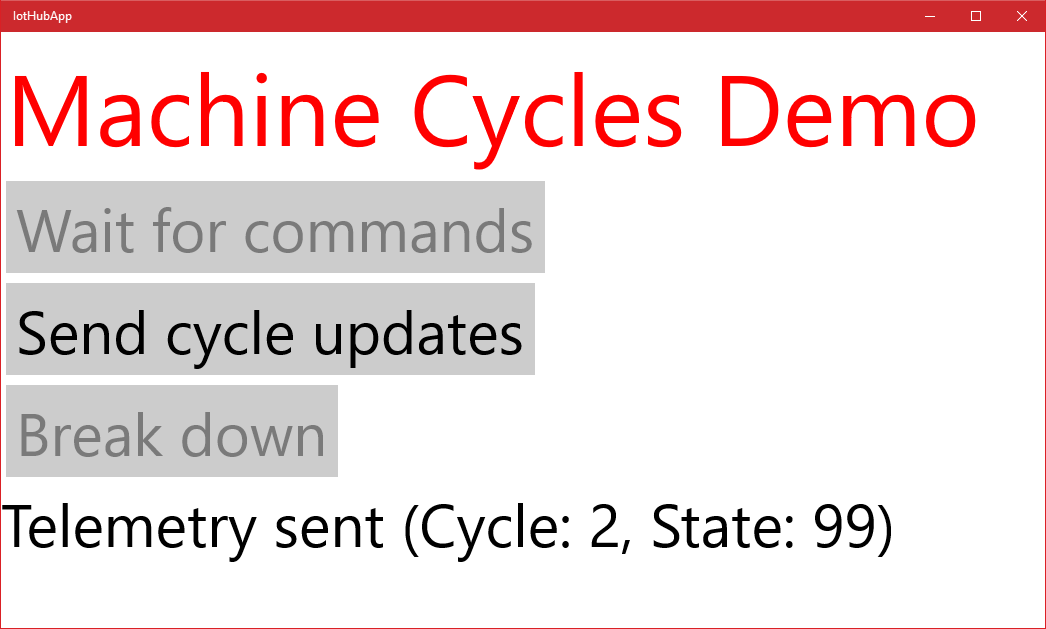 IotHubApp
Machine Cycles Demo
Wait for commands
Send cycle updates
Break down
Telemetry sent (Cycle: 2, State: 99)